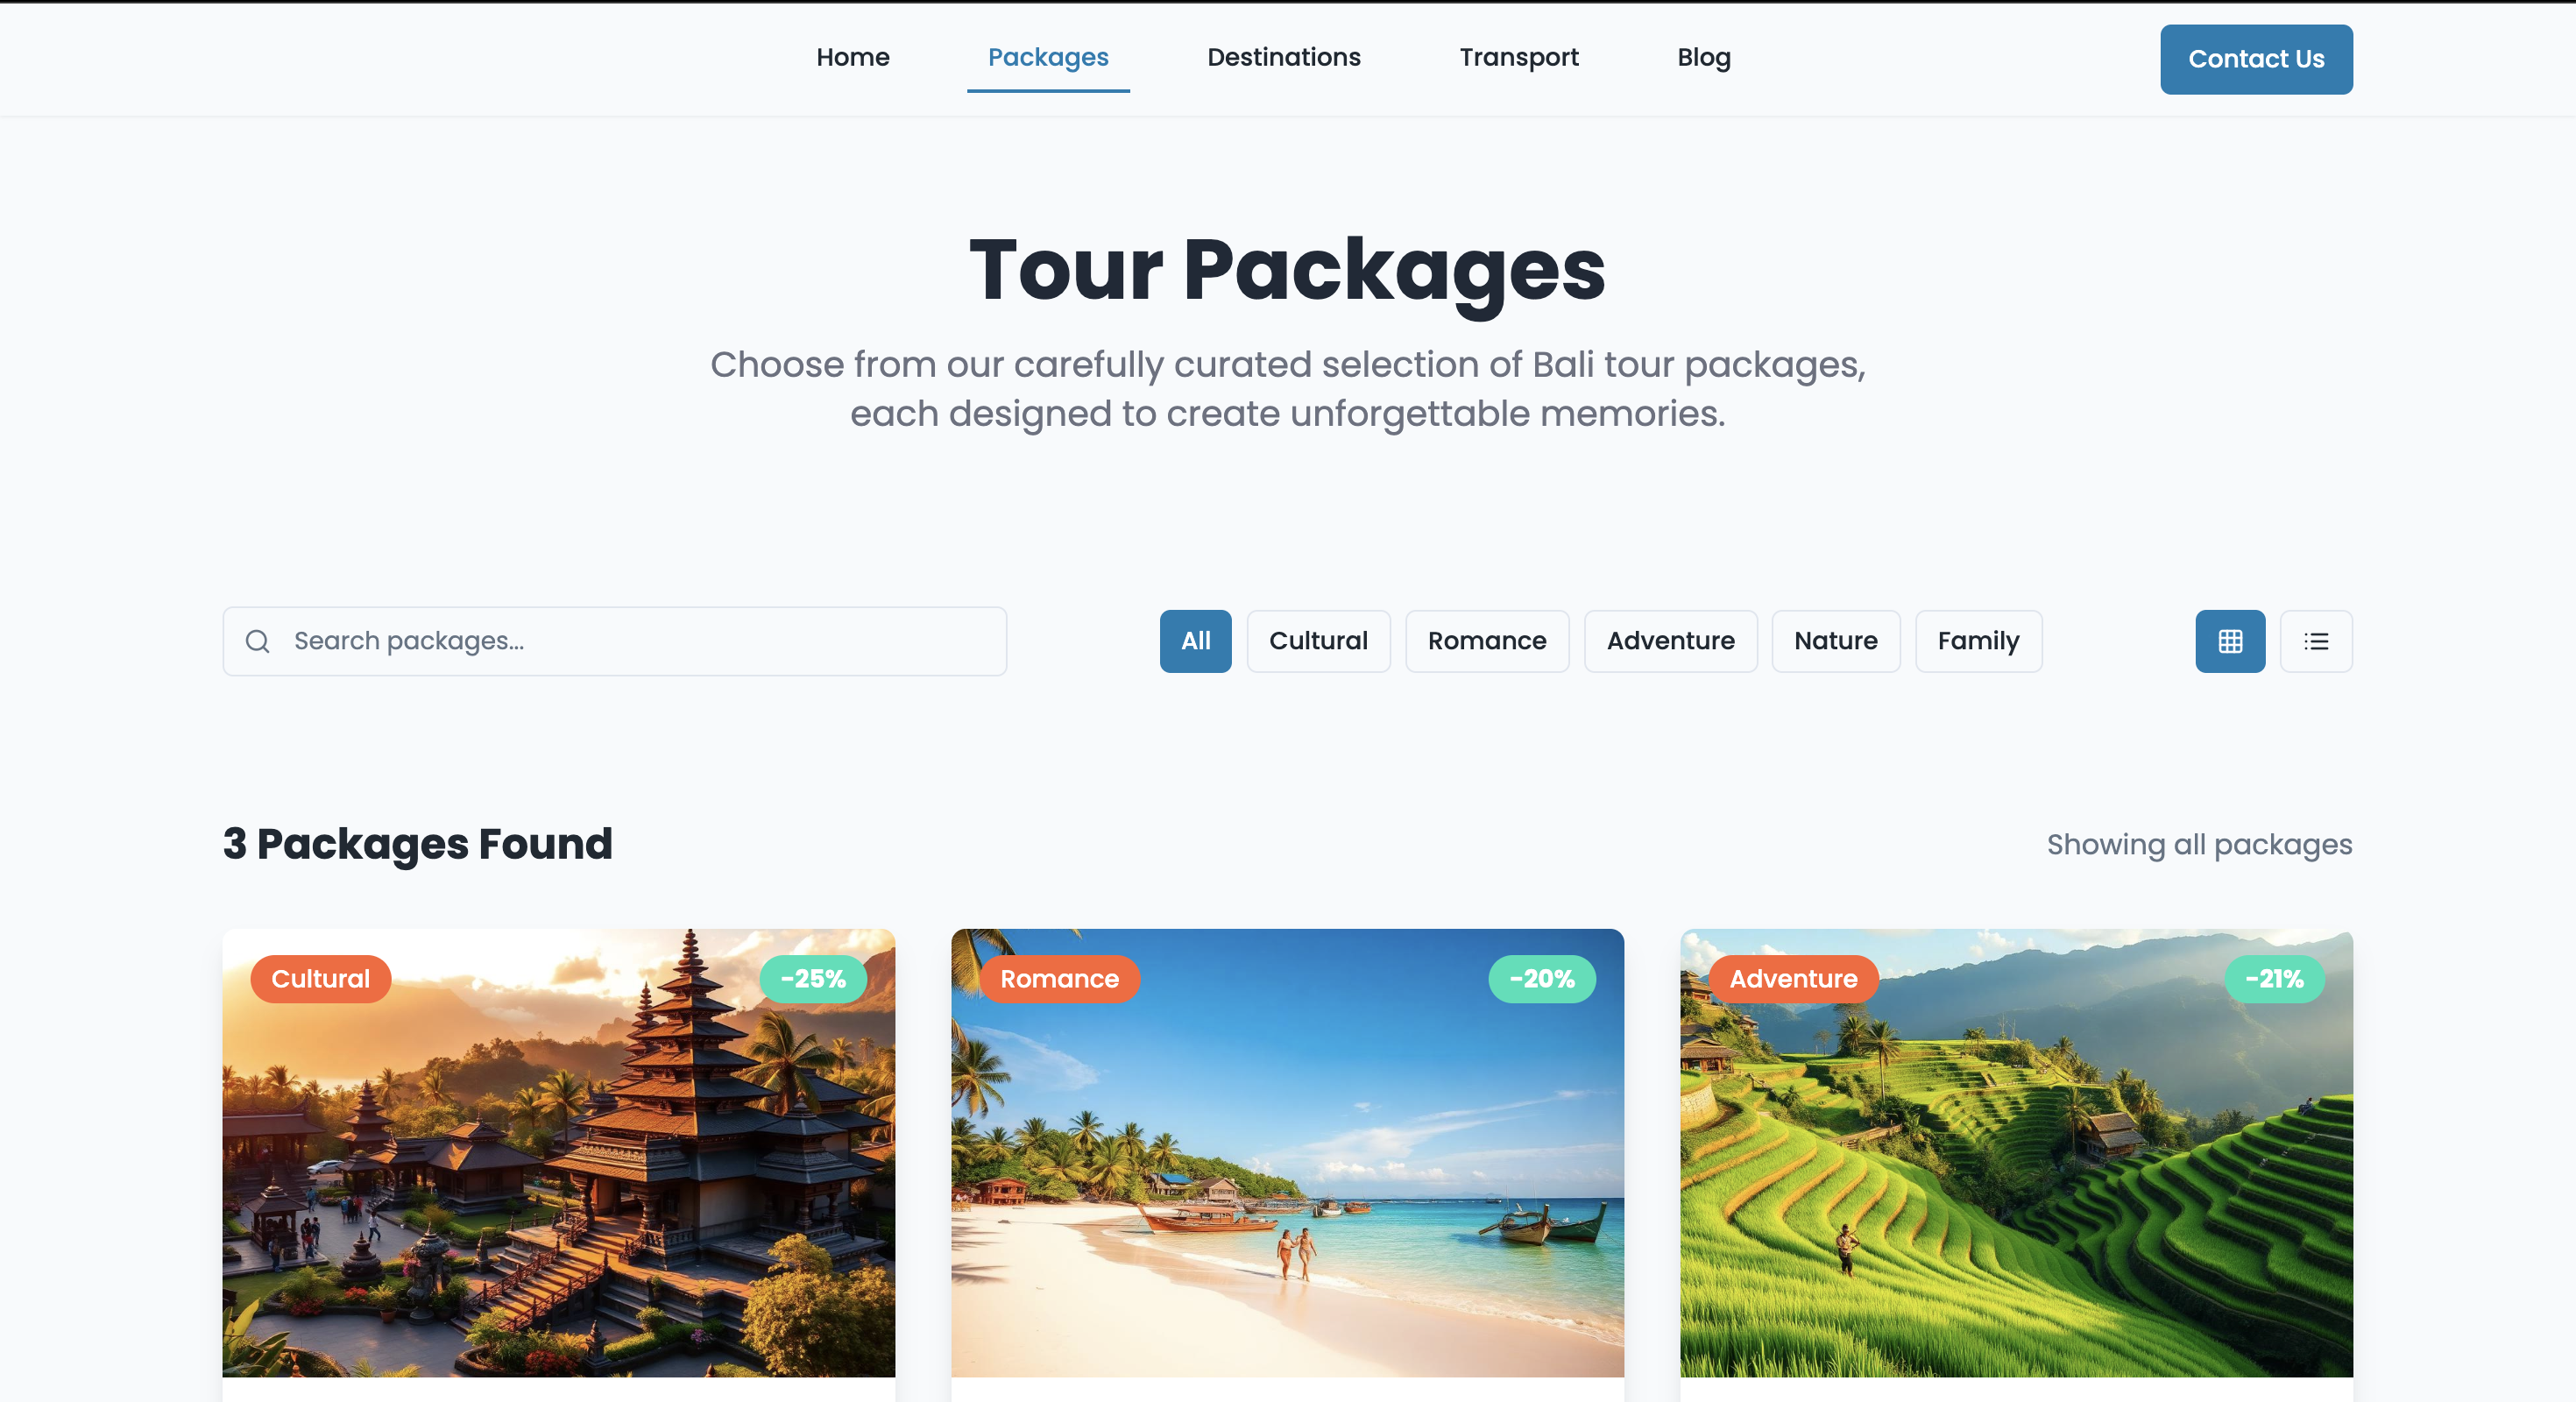 Home Packages Destinations Transport Blog Contact Us
Tour Packages
Choose from our carefully curated selection of Bali tour packages,
each designed to create unforgettable memories.
Search packages... All Cultural Romance Adventure Nature Family
3 Packages Found Showing all packages
Cultural -25% Romance -20% Adventure -21%